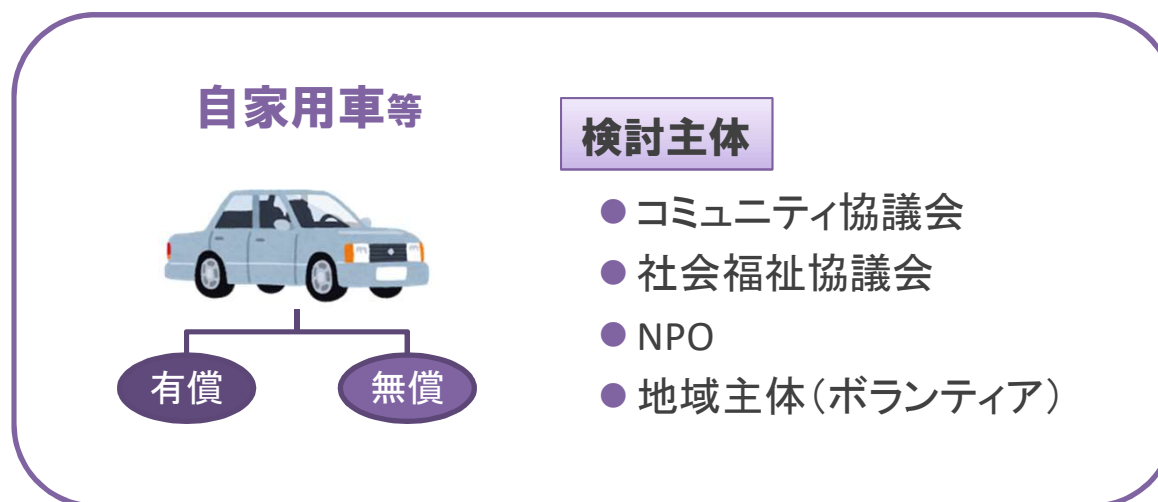 自家用車等
有償
無償
検討主体
● コミュニティ協議会
● 社会福祉協議会
● NPO
● 地域主体（ボランティア）